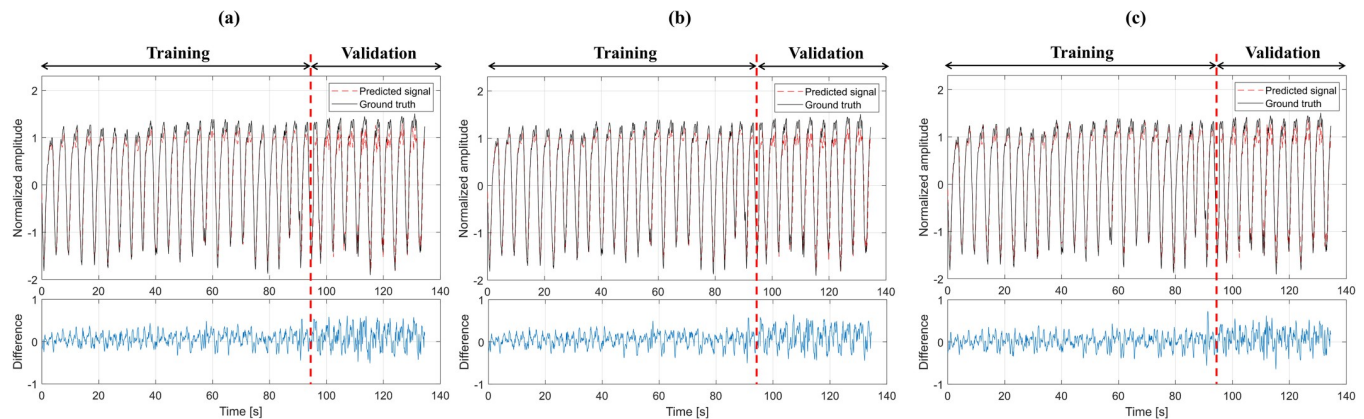 (a)
Training Validation
2
1
0
-1
-2
Normalized amplitude
Predicted signal
Ground truth
0 20 40 60 80 100 120 140
1
0
-1
Difference
0 20 40 60 80 100 120 140
Time [s]
(b)
Training Validation
2
1
0
-1
-2
Normalized amplitude
Predicted signal
Ground truth
0 20 40 60 80 100 120 140
1
0
-1
Difference
0 20 40 60 80 100 120 140
Time [s]
(c)
Training Validation
2
1
0
-1
-2
Normalized amplitude
Predicted signal
Ground truth
0 20 40 60 80 100 120 140
1
0
-1
Difference
0 20 40 60 80 100 120 140
Time [s]